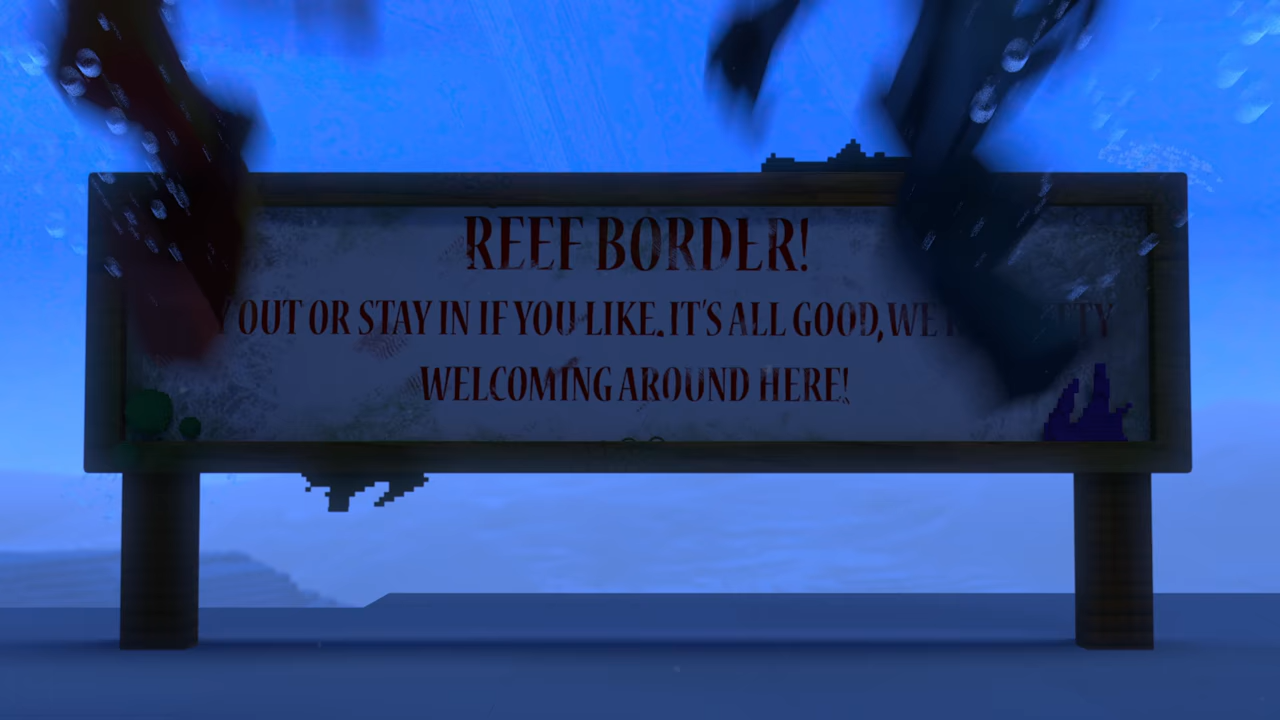 REEF BORDER!
OUT OR STAY IN IF YOU LIKE. IT'S ALL GOOD, WE
WELCOMING AROUND HERE!